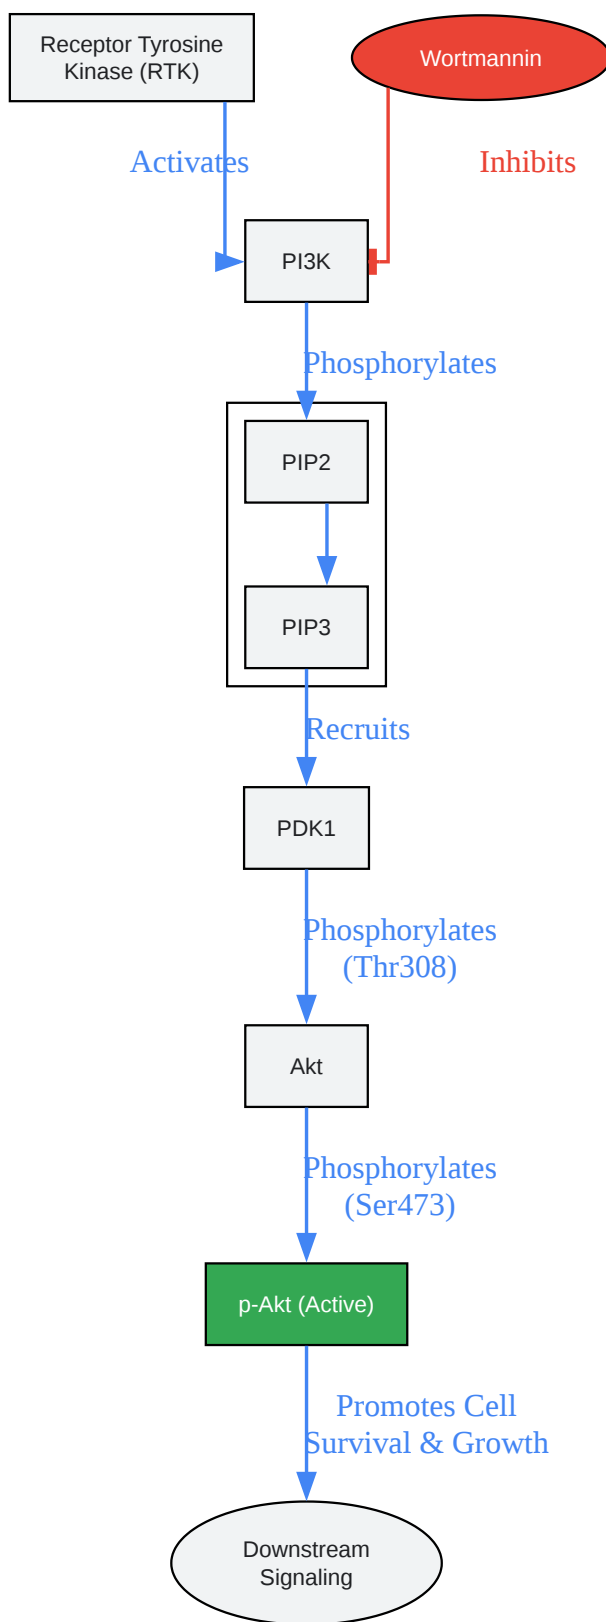 Receptor Tyrosine
Kinase (RTK)
Wortmannin
Activates
Inhibits
PI3K
Phosphorylates
PIP2
PIP3
Recruits
PDK1
Phosphorylates
(Thr308)
Akt
Phosphorylates
(Ser473)
p-Akt (Active)
Promotes Cell
Survival & Growth
Downstream
Signaling